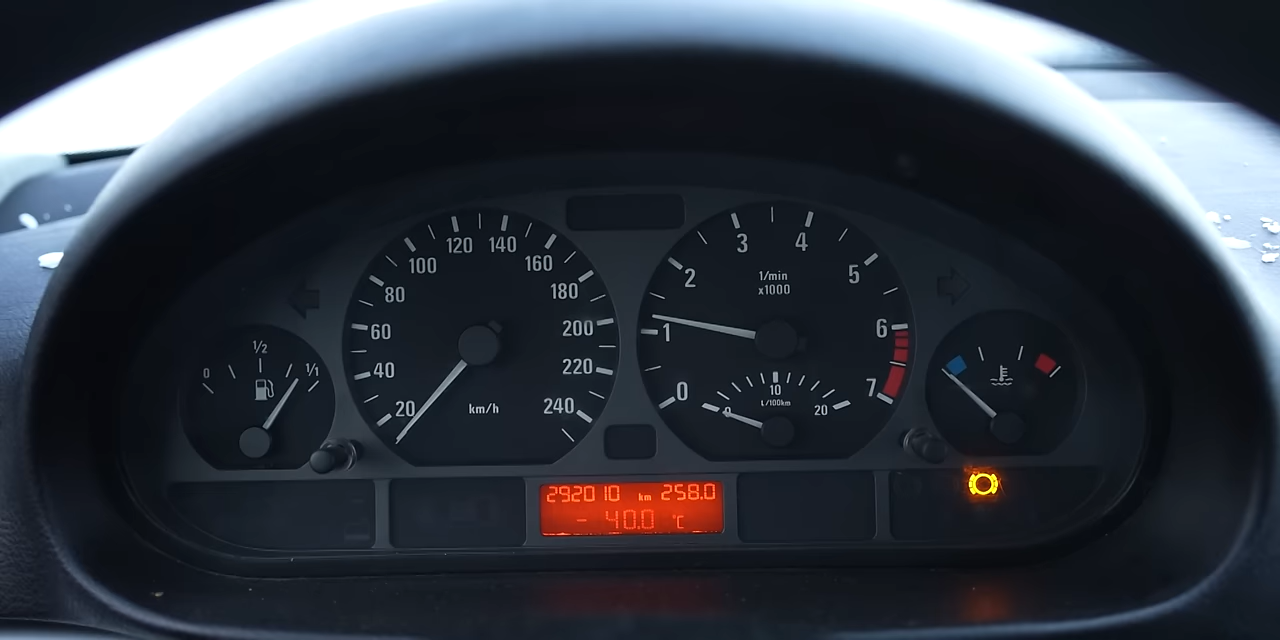 0 1/2 1/1
20 40 60 80 100 120 140 160 180 200 220 240
km/h
0 1 2 3 4 5 6 7
1/min
x1000
0 10 20
L/100km
292010 km 258.0
- 40.0 °C